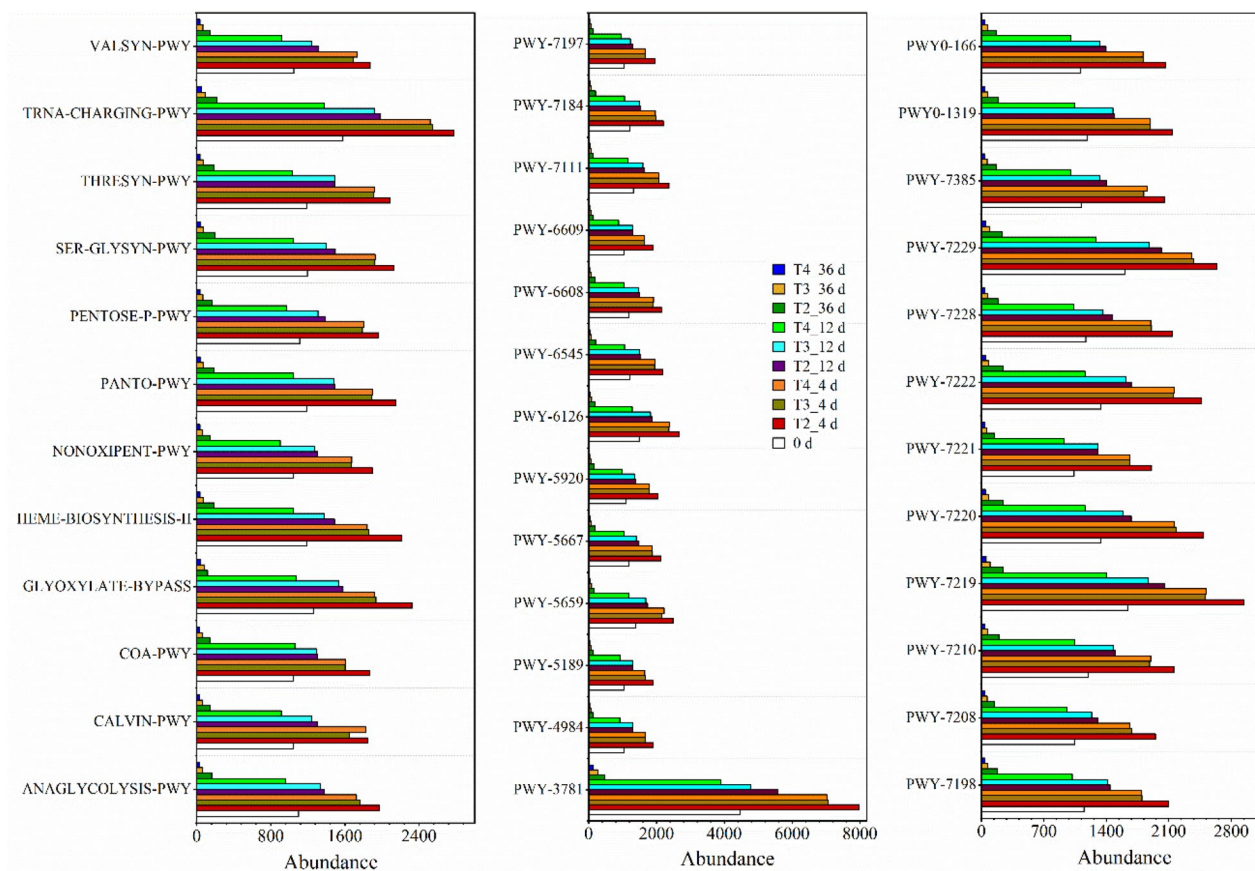 VALSYN-PWY
TRNA-CHARGING-PWY
THRESYN-PWY
SER-GLYSYN-PWY
PENTOSE-P-PWY
PANTO-PWY
NONOXIPENT-PWY
HEME-BIOSYNTHESIS-II
GLYOXYLATE-BYPASS
COA-PWY
CALVIN-PWY
ANAGLYCOLYSIS-PWY
0 800 1600 2400
Abundance
PWY-7197
PWY-7184
PWY-7111
PWY-6609
PWY-6608
PWY-6545
PWY-6126
PWY-5920
PWY-5667
PWY-5659
PWY-5189
PWY-4984
PWY-3781
0 2000 4000 6000 8000
Abundance
T4_36 d
T3_36 d
T2_36 d
T4_12 d
T3_12 d
T2_12 d
T4_4 d
T3_4 d
T2_4 d
0 d
PWY0-166
PWY0-1319
PWY-7385
PWY-7229
PWY-7228
PWY-7222
PWY-7221
PWY-7220
PWY-7219
PWY-7210
PWY-7208
PWY-7198
0 700 1400 2100 2800
Abundance